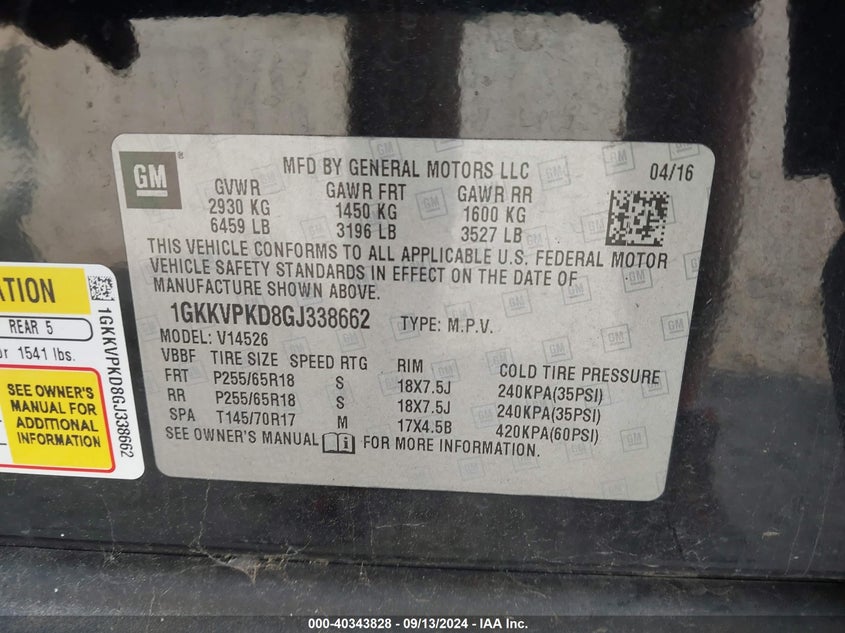 GM
MFD BY GENERAL MOTORS LLC
04/16
GVWR GAWR FRT GAWR RR
2930 KG 1450 KG 1600 KG
6459 LB 3196 LB 3527 LB
THIS VEHICLE CONFORMS TO ALL APPLICABLE U.S. FEDERAL MOTOR
VEHICLE SAFETY STANDARDS IN EFFECT ON THE DATE OF
MANUFACTURE SHOWN ABOVE.
1GKKVPKD8GJ338662 TYPE: M.P.V.
MODEL: V14526
VBBF TIRE SIZE SPEED RTG RIM COLD TIRE PRESSURE
FRT P255/65R18 S 18X7.5J 240KPA(35PSI)
RR P255/65R18 S 18X7.5J 240KPA(35PSI)
SPA T145/70R17 M 17X4.5B 420KPA(60PSI)
SEE OWNER'S MANUAL FOR MORE INFORMATION.
ATION
REAR 5
or 1541 lbs.
SEE OWNER'S
MANUAL FOR
ADDITIONAL
INFORMATION
1GKKVPKD8GJ338662
000-40343828 - 09/13/2024 - IAA Inc.